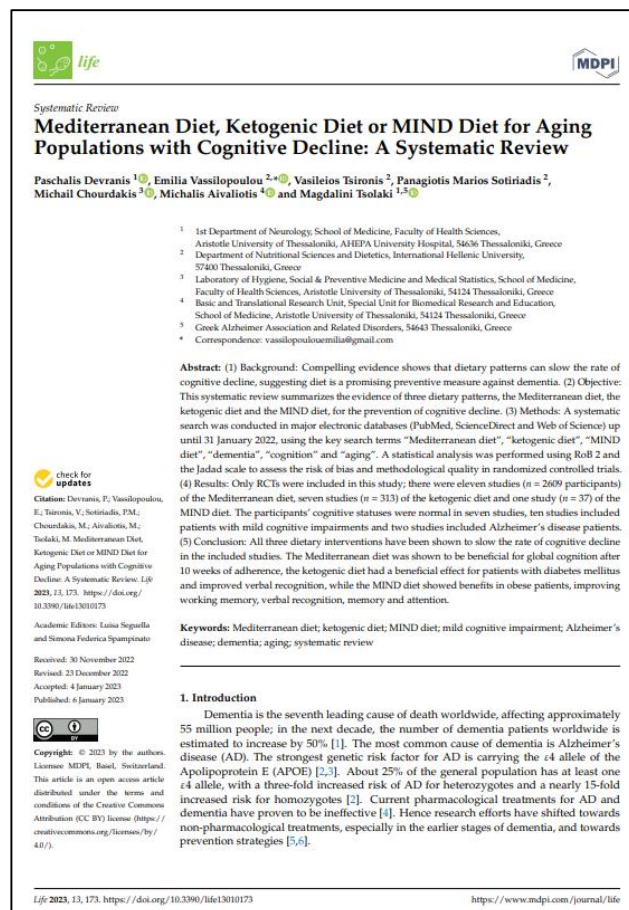 life
MDPI
Systematic Review
Mediterranean Diet, Ketogenic Diet or MIND Diet for Aging
Populations with Cognitive Decline: A Systematic Review
Paschalis Devranis 1, Emilia Vassilopoulou 2,*, Vasileios Tsironis 2, Panagiotis Marios Sotiriadis 2,
Michail Chourdakis 3, Michalis Aivaliotis 4 and Magdalini Tsolaki 1,5
1 1st Department of Neurology, School of Medicine, Faculty of Health Sciences,
Aristotle University of Thessaloniki, AHEPA University Hospital, 54636 Thessaloniki, Greece
2 Department of Nutritional Sciences and Dietetics, International Hellenic University,
57400 Thessaloniki, Greece
3 Laboratory of Hygiene, Social & Preventive Medicine and Medical Statistics, School of Medicine,
Faculty of Health Sciences, Aristotle University of Thessaloniki, 54124 Thessaloniki, Greece
4 Basic and Translational Research Unit, Special Unit for Biomedical Research and Education,
School of Medicine, Aristotle University of Thessaloniki, 54124 Thessaloniki, Greece
5 Greek Alzheimer Association and Related Disorders, 54643 Thessaloniki, Greece
* Correspondence: vassilopoulouemilia@gmail.com
Abstract: (1) Background: Compelling evidence shows that dietary patterns can slow the rate of
cognitive decline, suggesting diet is a promising preventive measure against dementia. (2) Objective:
This systematic review summarizes the evidence of three dietary patterns, the Mediterranean diet, the
ketogenic diet and the MIND diet, for the prevention of cognitive decline. (3) Methods: A systematic
search was conducted in major electronic databases (PubMed, ScienceDirect and Web of Science) up
until 31 January 2022, using the key search terms “Mediterranean diet”, “ketogenic diet”, “MIND
diet”, “dementia”, “cognition” and “aging”. A statistical analysis was performed using RoB 2 and
the Jadad scale to assess the risk of bias and methodological quality in randomized controlled trials.
(4) Results: Only RCTs were included in this study; there were eleven studies (n = 2609 participants)
of the Mediterranean diet, seven studies (n = 313) of the ketogenic diet and one study (n = 37) of the
MIND diet. The participants’ cognitive statuses were normal in seven studies, ten studies included
patients with mild cognitive impairments and two studies included Alzheimer’s disease patients.
(5) Conclusion: All three dietary interventions have been shown to slow the rate of cognitive decline
in the included studies. The Mediterranean diet was shown to be beneficial for global cognition after
10 weeks of adherence, the ketogenic diet had a beneficial effect for patients with diabetes mellitus
and improved verbal recognition, while the MIND diet showed benefits in obese patients, improving
working memory, verbal recognition, memory and attention.
Keywords: Mediterranean diet; ketogenic diet; MIND diet; mild cognitive impairment; Alzheimer’s
disease; dementia; aging; systematic review
check for
updates
Citation: Devranis, P.; Vassilopoulou,
E.; Tsironis, V.; Sotiriadis, P.M.;
Chourdakis, M.; Aivaliotis, M.;
Tsolaki, M. Mediterranean Diet,
Ketogenic Diet or MIND Diet for
Aging Populations with Cognitive
Decline: A Systematic Review. Life
2023, 13, 173. https://doi.org/
10.3390/life13010173
Academic Editors: Luisa Seguella
and Simona Federica Spampinato
Received: 30 November 2022
Revised: 23 December 2022
Accepted: 4 January 2023
Published: 6 January 2023
cc BY
Copyright: © 2023 by the authors.
Licensee MDPI, Basel, Switzerland.
This article is an open access article
distributed under the terms and
conditions of the Creative Commons
Attribution (CC BY) license (https://
creativecommons.org/licenses/by/
4.0/).
1. Introduction
Dementia is the seventh leading cause of death worldwide, affecting approximately
55 million people; in the next decade, the number of dementia patients worldwide is
estimated to increase by 50% [1]. The most common cause of dementia is Alzheimer’s
disease (AD). The strongest genetic risk factor for AD is carrying the ε4 allele of the
Apolipoprotein E (APOE) [2,3]. About 25% of the general population has at least one
ε4 allele, with a three-fold increased risk of AD for heterozygotes and a nearly 15-fold
increased risk for homozygotes [2]. Current pharmacological treatments for AD and
dementia have proven to be ineffective [4]. Hence research efforts have shifted towards
non-pharmacological treatments, especially in the earlier stages of dementia, and towards
prevention strategies [5,6].
Life 2023, 13, 173. https://doi.org/10.3390/life13010173
https://www.mdpi.com/journal/life